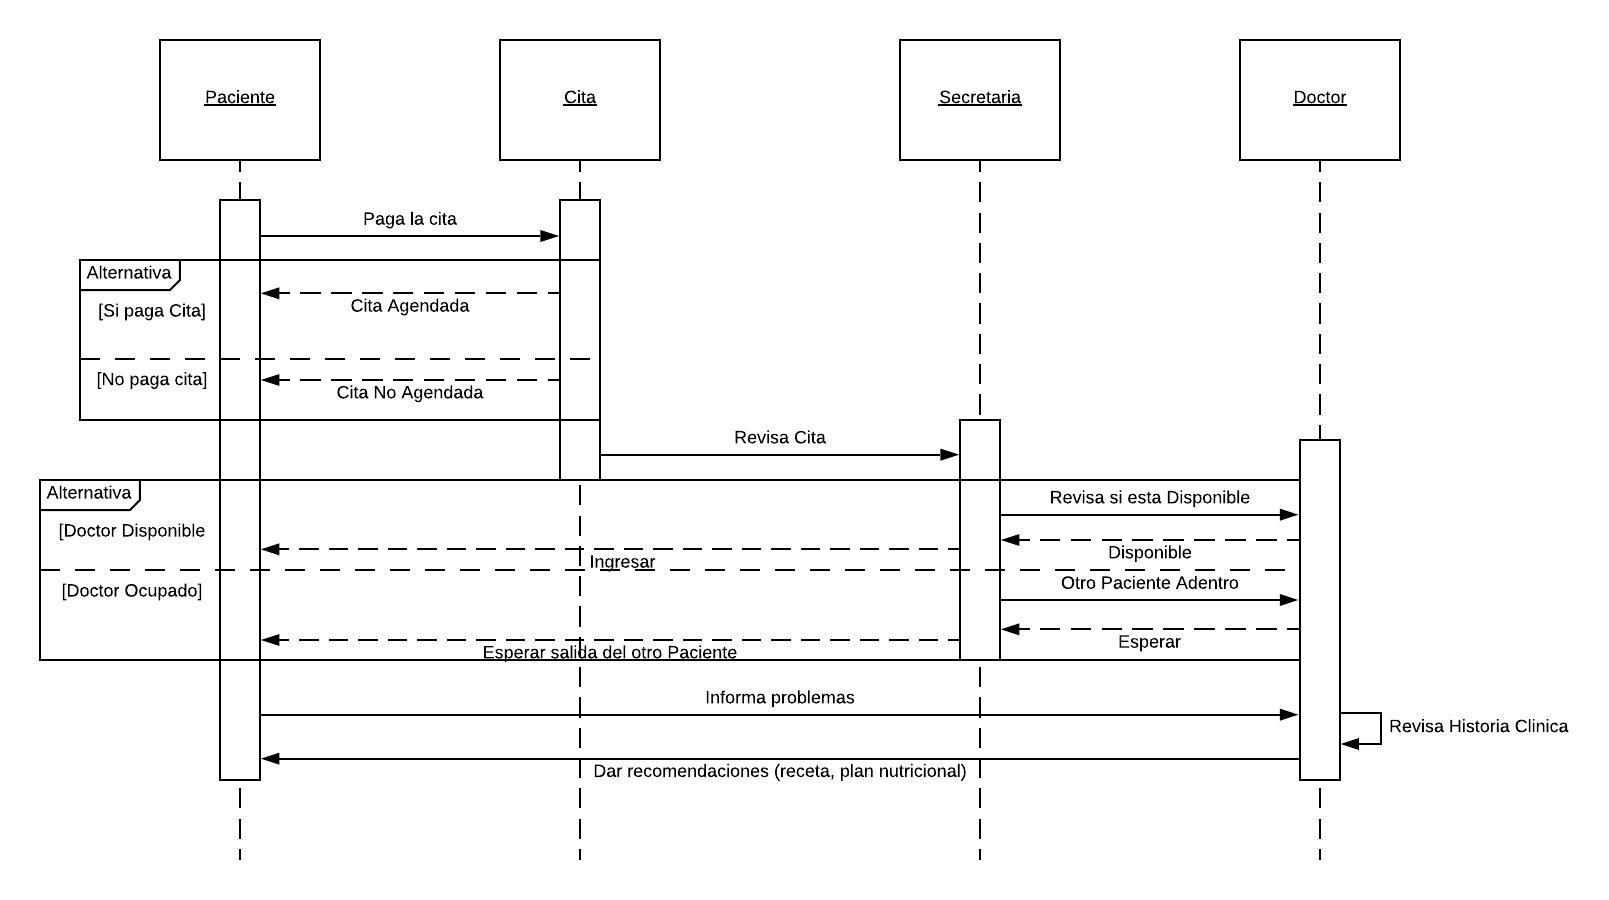 Paciente
Cita
Secretaria
Doctor
Paga la cita
Alternativa
[Si paga Cita]
Cita Agendada
[No paga cita]
Cita No Agendada
Revisa Cita
Alternativa
Revisa si esta Disponible
[Doctor Disponible
Disponible
Ingresar
Otro Paciente Adentro
[Doctor Ocupado]
Esperar
Esperar salida del otro Paciente
Informa problemas
Revisa Historia Clinica
Dar recomendaciones (receta, plan nutricional)